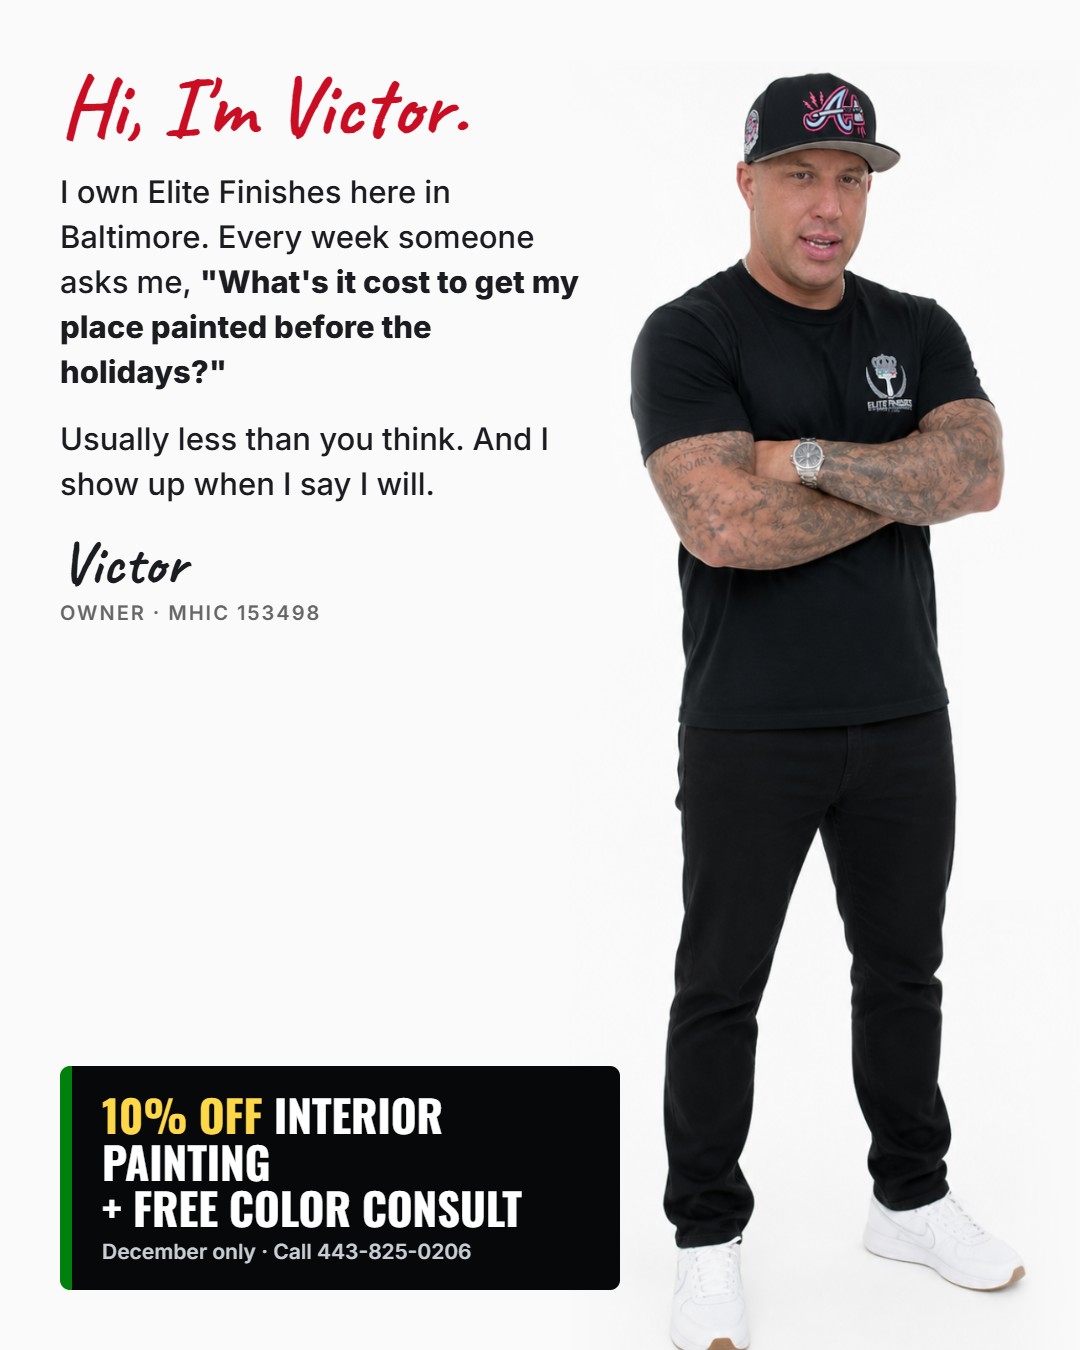 Hi, I'm Victor.
I own Elite Finishes here in
Baltimore. Every week someone
asks me, "What's it cost to get my
place painted before the
holidays?"
Usually less than you think. And I
show up when I say I will.
Victor
OWNER · MHIC 153498
ELITE FINISHES
10% OFF INTERIOR
PAINTING
+ FREE COLOR CONSULT
December only · Call 443-825-0206